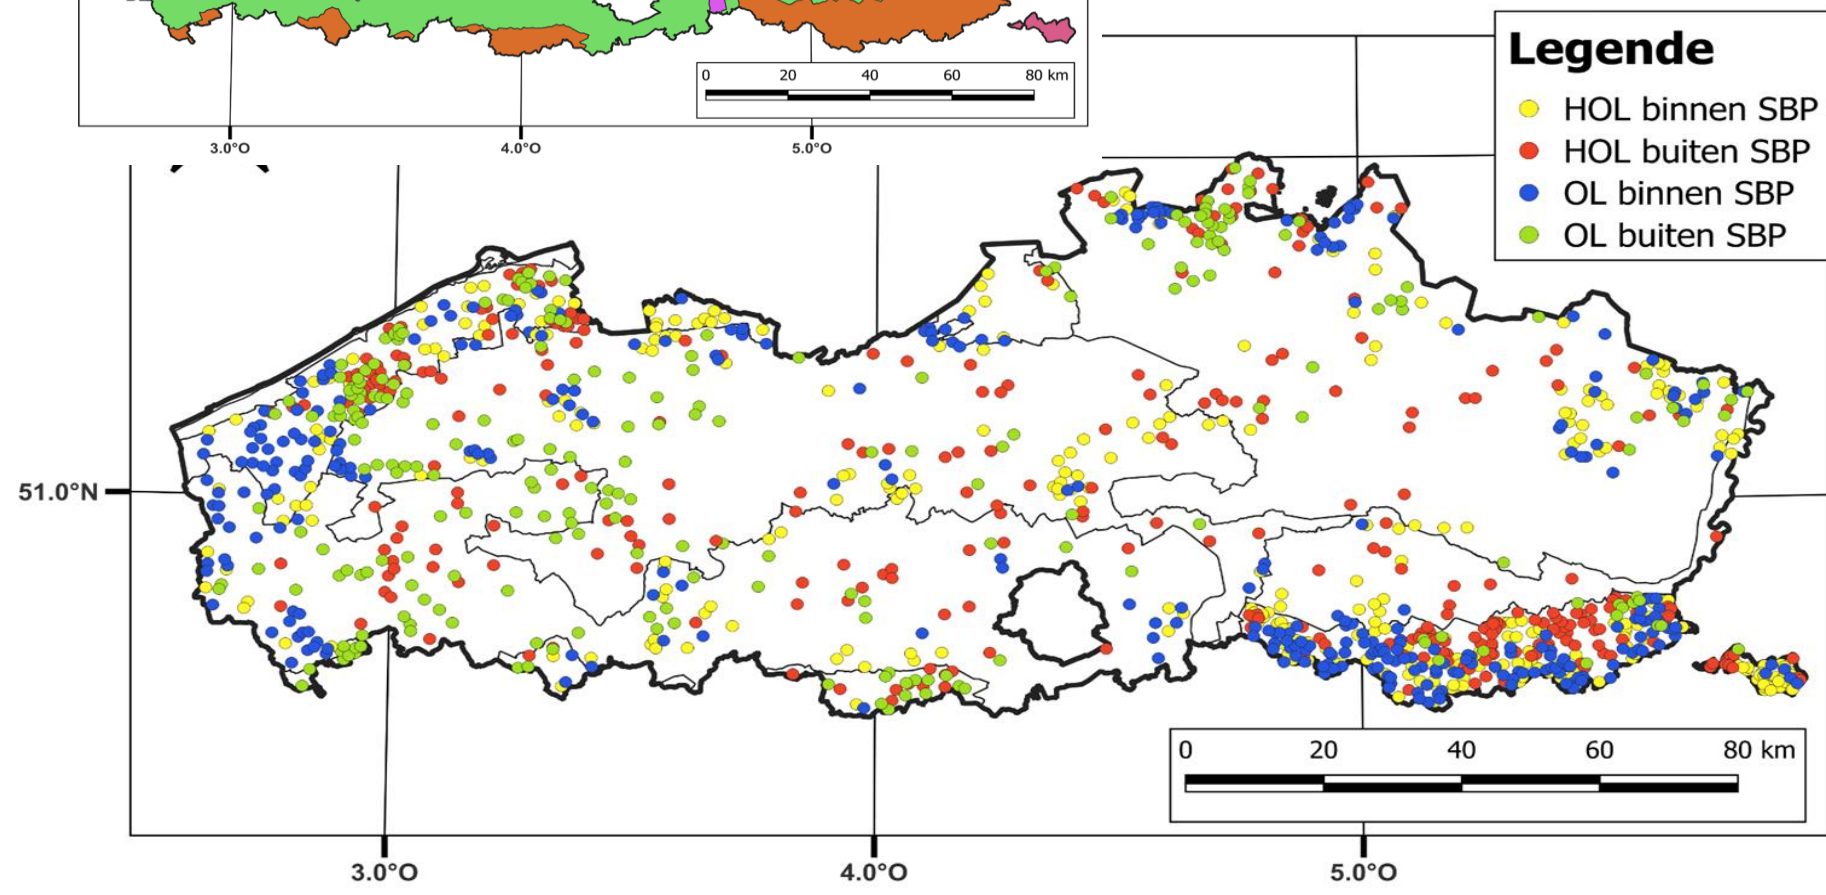 0 20 40 60 80 km
3.0°O 4.0°O 5.0°O
Legende
HOL binnen SBP
HOL buiten SBP
OL binnen SBP
OL buiten SBP
51.0°N
0 20 40 60 80 km
3.0°O 4.0°O 5.0°O